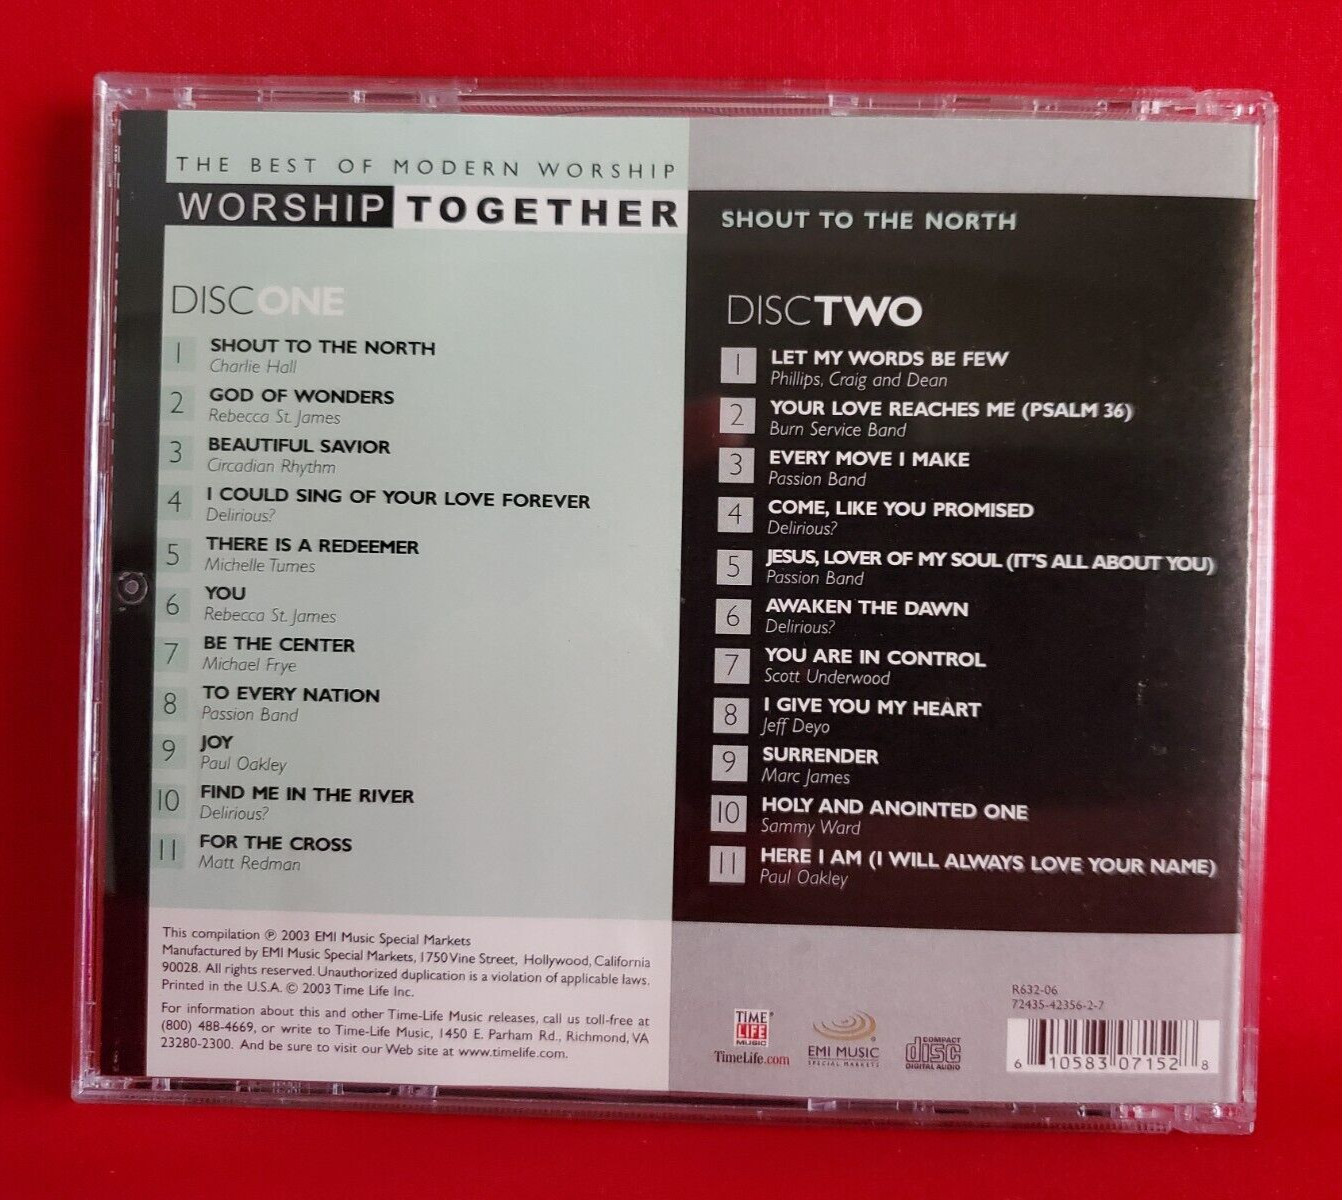 THE BEST OF MODERN WORSHIP
WORSHIP TOGETHER
DISCONE
1 SHOUT TO THE NORTH
Charlie Hall
2 GOD OF WONDERS
Rebecca St. James
3 BEAUTIFUL SAVIOR
Circadian Rhythm
4 I COULD SING OF YOUR LOVE FOREVER
Delirious?
5 THERE IS A REDEEMER
Michelle Tumes
6 YOU
Rebecca St. James
7 BE THE CENTER
Michael Frye
8 TO EVERY NATION
Passion Band
9 JOY
Paul Oakley
10 FIND ME IN THE RIVER
Delirious?
11 FOR THE CROSS
Matt Redman
This compilation ℗ 2003 EMI Music Special Markets
Manufactured by EMI Music Special Markets, 1750 Vine Street, Hollywood, California
90028. All rights reserved. Unauthorized duplication is a violation of applicable laws.
Printed in the U.S.A. © 2003 Time Life Inc.
For information about this and other Time-Life Music releases, call us toll-free at
(800) 488-4669, or write to Time-Life Music, 1450 E. Parham Rd., Richmond, VA
23280-2300. And be sure to visit our Web site at www.timelife.com.
SHOUT TO THE NORTH
DISCTWO
1 LET MY WORDS BE FEW
Phillips, Craig and Dean
2 YOUR LOVE REACHES ME (PSALM 36)
Burn Service Band
3 EVERY MOVE I MAKE
Passion Band
4 COME, LIKE YOU PROMISED
Delirious?
5 JESUS, LOVER OF MY SOUL (IT'S ALL ABOUT YOU)
Passion Band
6 AWAKEN THE DAWN
Delirious?
7 YOU ARE IN CONTROL
Scott Underwood
8 I GIVE YOU MY HEART
Jeff Deyo
9 SURRENDER
Marc James
10 HOLY AND ANOINTED ONE
Sammy Ward
11 HERE I AM (I WILL ALWAYS LOVE YOUR NAME)
Paul Oakley
R632-06
72435-42356-2-7
TIME
LIFE
MUSIC
TimeLife.com
EMI MUSIC
SPECIAL MARKETS
COMPACT
disc
DIGITAL AUDIO
6 10583 07152 8